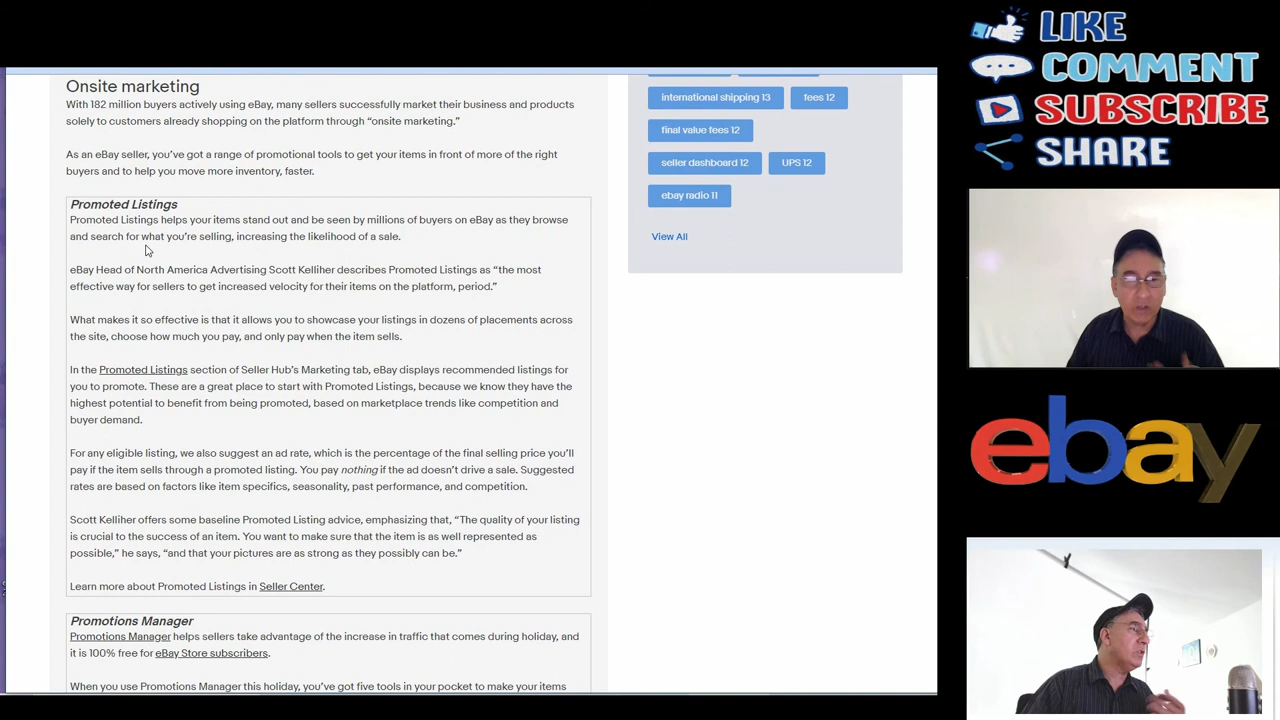 Onsite marketing
With 182 million buyers actively using eBay, many sellers successfully market their business and products
solely to customers already shopping on the platform through “onsite marketing.”
As an eBay seller, you’ve got a range of promotional tools to get your items in front of more of the right
buyers and to help you move more inventory, faster.
Promoted Listings
Promoted Listings helps your items stand out and be seen by millions of buyers on eBay as they browse
and search for what you’re selling, increasing the likelihood of a sale.
eBay Head of North America Advertising Scott Kelliher describes Promoted Listings as “the most
effective way for sellers to get increased velocity for their items on the platform, period.”
What makes it so effective is that it allows you to showcase your listings in dozens of placements across
the site, choose how much you pay, and only pay when the item sells.
In the Promoted Listings section of Seller Hub’s Marketing tab, eBay displays recommended listings for
you to promote. These are a great place to start with Promoted Listings, because we know they have the
highest potential to benefit from being promoted, based on marketplace trends like competition and
buyer demand.
For any eligible listing, we also suggest an ad rate, which is the percentage of the final selling price you’ll
pay if the item sells through a promoted listing. You pay nothing if the ad doesn’t drive a sale. Suggested
rates are based on factors like item specifics, seasonality, past performance, and competition.
Scott Kelliher offers some baseline Promoted Listing advice, emphasizing that, “The quality of your listing
is crucial to the success of an item. You want to make sure that the item is as well represented as
possible,” he says, “and that your pictures are as strong as they possibly can be.”
Learn more about Promoted Listings in Seller Center.
Promotions Manager
Promotions Manager helps sellers take advantage of the increase in traffic that comes during holiday, and
it is 100% free for eBay Store subscribers.
When you use Promotions Manager this holiday, you’ve got five tools in your pocket to make your items
international shipping 13
fees 12
final value fees 12
seller dashboard 12
UPS 12
ebay radio 11
View All
LIKE
COMMENT
SUBSCRIBE
SHARE
ebay